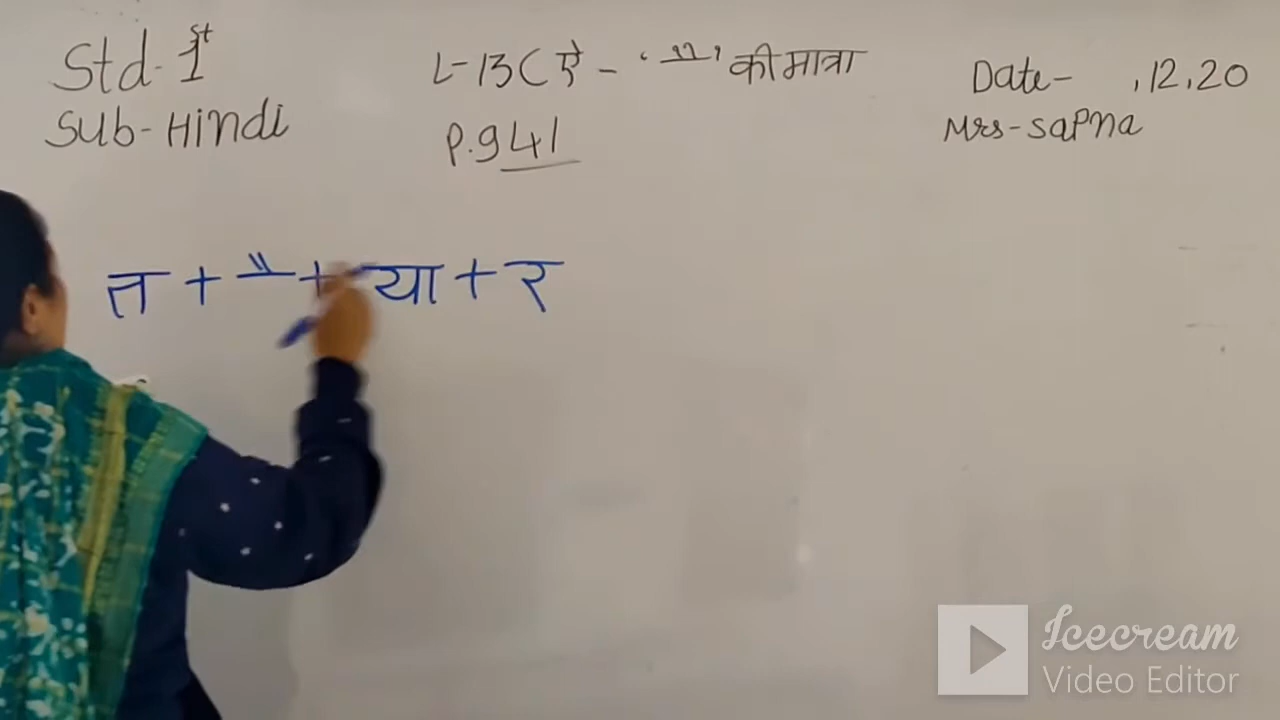 Std-1st
L-13 ( ऐ - ' ै ' की मात्रा
Date- .12.20
Sub-Hindi
P.g 41
Mrs-Sapna
त + ै + या + र
Icecream
Video Editor